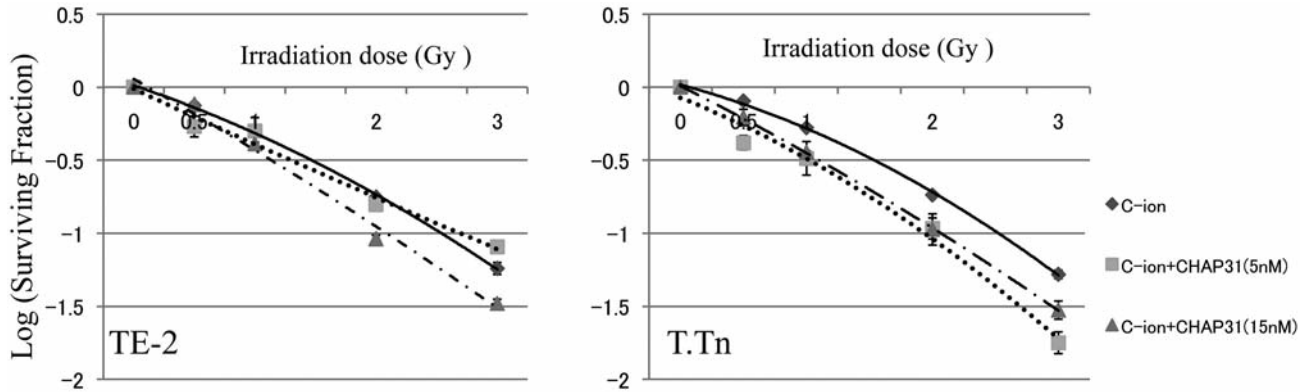 Log (Surviving Fraction)
0.5
0
−0.5
−1
−1.5
−2
Irradiation dose (Gy )
0 0.5 1 2 3
TE-2
0.5
0
−0.5
−1
−1.5
−2
Irradiation dose (Gy )
0 0.5 1 2 3
T.Tn
C-ion
C-ion+CHAP31(5nM)
C-ion+CHAP31(15nM)